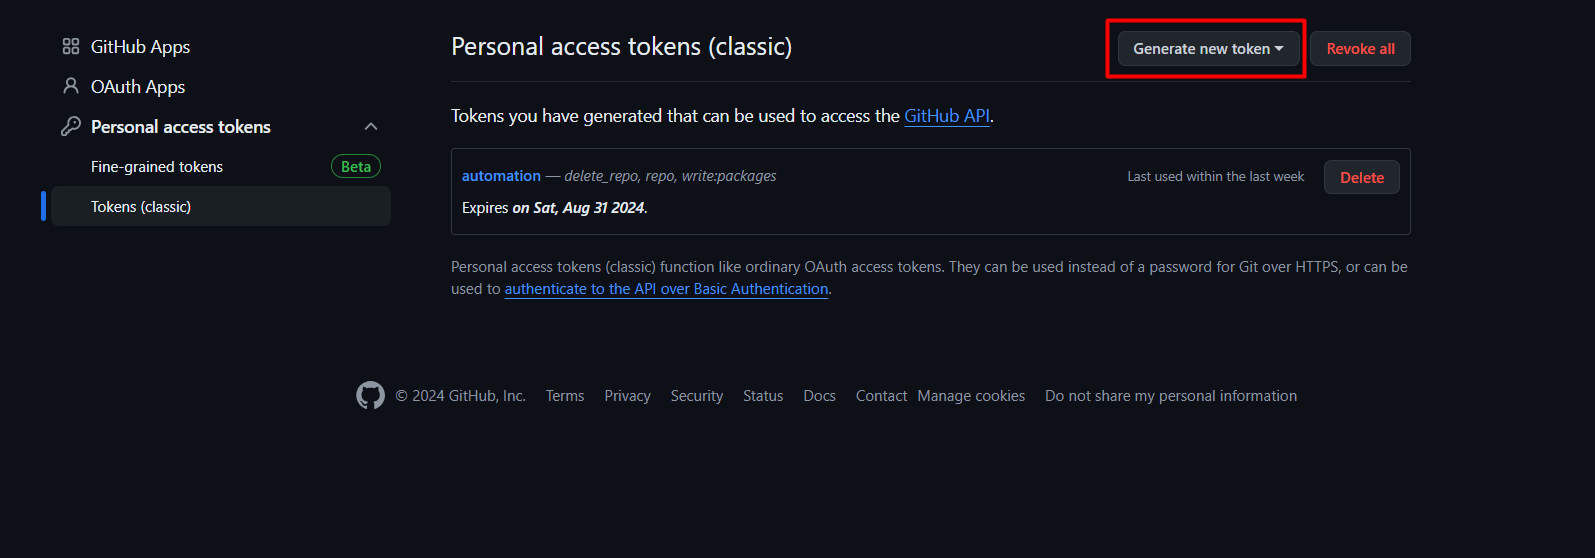 GitHub Apps
OAuth Apps
Personal access tokens
Fine-grained tokens Beta
Tokens (classic)
Personal access tokens (classic) Generate new token Revoke all
Tokens you have generated that can be used to access the GitHub API.
automation — delete_repo, repo, write:packages Last used within the last week Delete
Expires on Sat, Aug 31 2024.
Personal access tokens (classic) function like ordinary OAuth access tokens. They can be used instead of a password for Git over HTTPS, or can be
used to authenticate to the API over Basic Authentication.
© 2024 GitHub, Inc. Terms Privacy Security Status Docs Contact Manage cookies Do not share my personal information